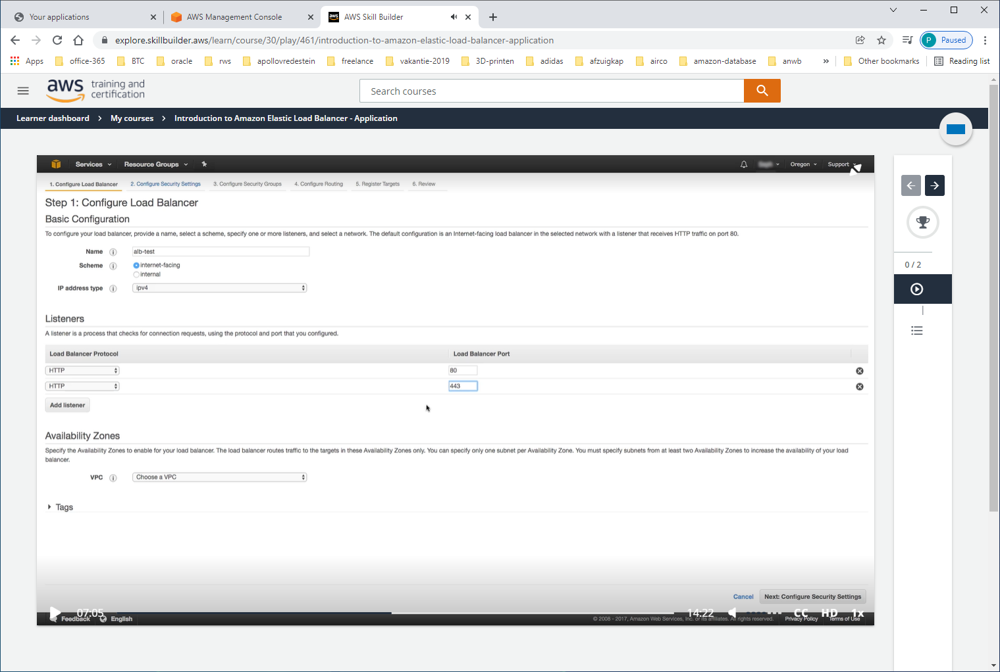 Your applications
AWS Management Console
aws AWS Skill Builder
explore.skillbuilder.aws/learn/course/30/play/461/introduction-to-amazon-elastic-load-balancer-application
P Paused
Apps office-365 BTC oracle rws apollovredestein freelance vakantie-2019 3D-printen adidas afzuigkap airco amazon-database anwb » Other bookmarks Reading list
aws training and
certification
Search courses
Learner dashboard > My courses > Introduction to Amazon Elastic Load Balancer - Application
Services Resource Groups Oregon Support
1. Configure Load Balancer 2. Configure Security Settings 3. Configure Security Groups 4. Configure Routing 5. Register Targets 6. Review
Step 1: Configure Load Balancer
Basic Configuration
To configure your load balancer, provide a name, select a scheme, specify one or more listeners, and select a network. The default configuration is an Internet-facing load balancer in the selected network with a listener that receives HTTP traffic on port 80.
Name i alb-test
Scheme i internet-facing
internal
IP address type i ipv4
Listeners
A listener is a process that checks for connection requests, using the protocol and port that you configured.
Load Balancer Protocol Load Balancer Port
HTTP 80
HTTP 443
Add listener
Availability Zones
Specify the Availability Zones to enable for your load balancer. The load balancer routes traffic to the targets in these Availability Zones only. You can specify only one subnet per Availability Zone. You must specify subnets from at least two Availability Zones to increase the availability of your load
balancer.
VPC i Choose a VPC
Tags
Cancel Next: Configure Security Settings
07:05 14:22 CC HD 1x
Feedback English © 2008 - 2017, Amazon Web Services, Inc. or its affiliates. All rights reserved. Privacy Policy Terms of Use
0 / 2